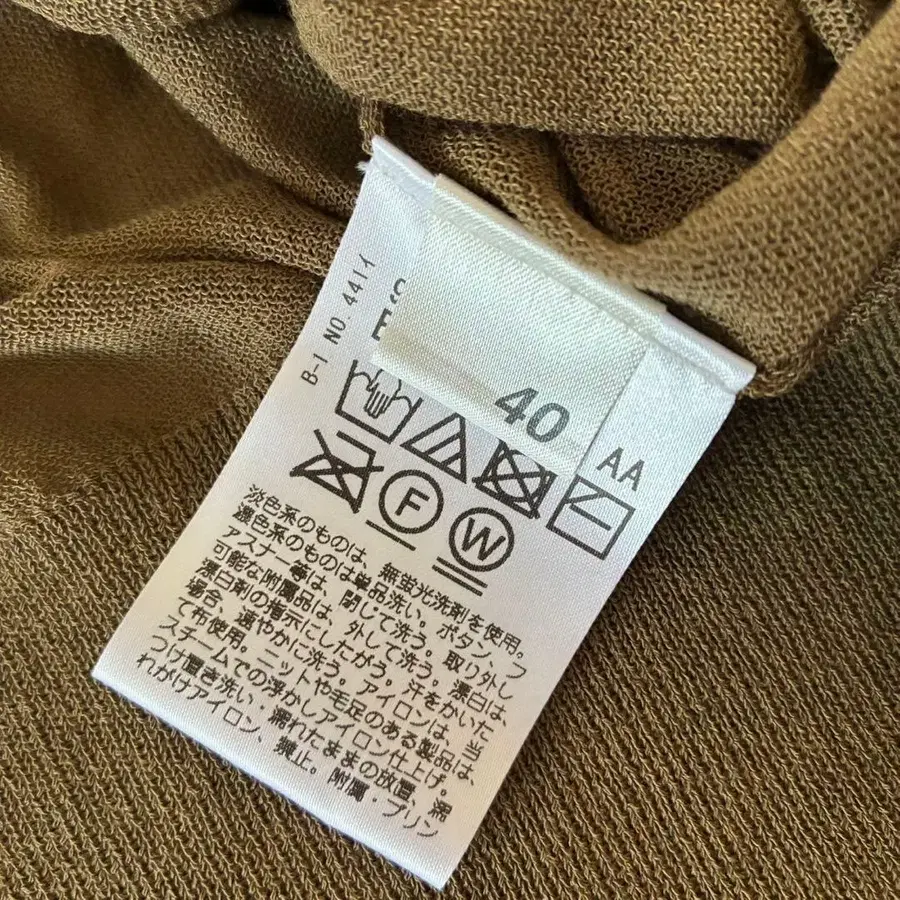 B-1 NO. 441イ
40
AA
F
W
淡色系のものは、無蛍光洗剤を使用。
濃色系のものは単品洗い。ボタン、フ
ァスナー等は、閉じて洗う。取り外し
可能な附属品は、外して洗う。漂白は、
漂白剤の指示にしたがう。汗をかいた
場合、速やかに洗う。アイロンは、当
て布使用。ニットや毛足のある製品は、
スチームでの浮かしアイロン仕上げ。
つけ置き洗い・濡れたままの放置、濡
れがけアイロン、禁止。附属・プリン